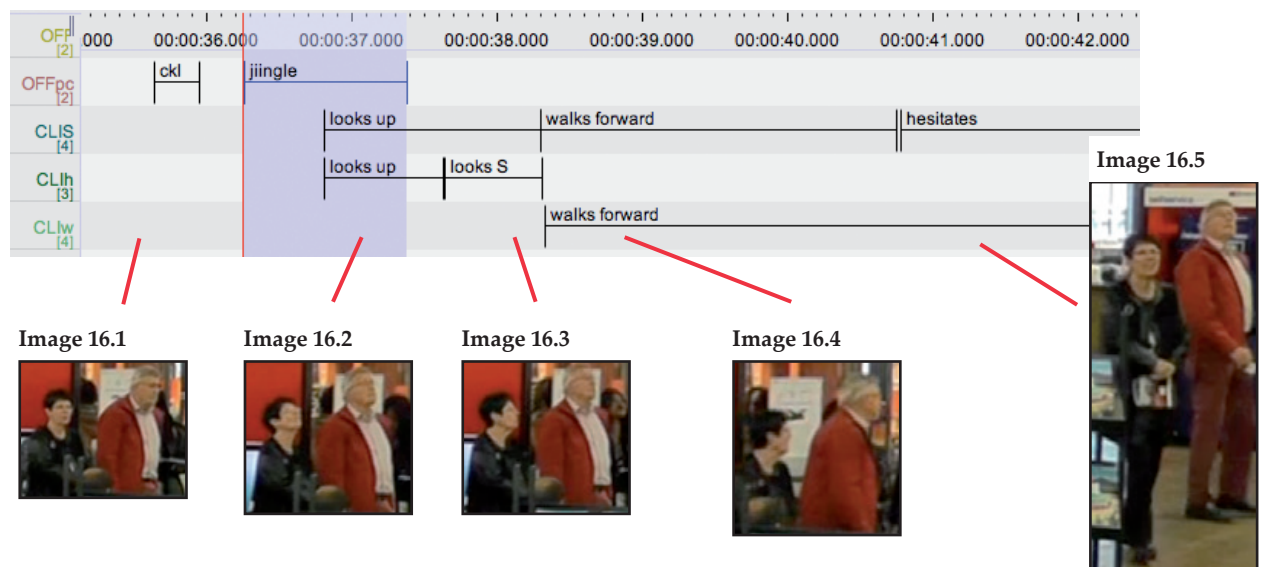 OFF
[2]
000 00:00:36.000 00:00:37.000 00:00:38.000 00:00:39.000 00:00:40.000 00:00:41.000 00:00:42.000
OFFpc
[2]
ckl jiingle
CLIS
[4]
looks up walks forward hesitates
CLIh
[3]
looks up looks S
CLIw
[4]
walks forward
Image 16.5
Image 16.1 Image 16.2 Image 16.3 Image 16.4